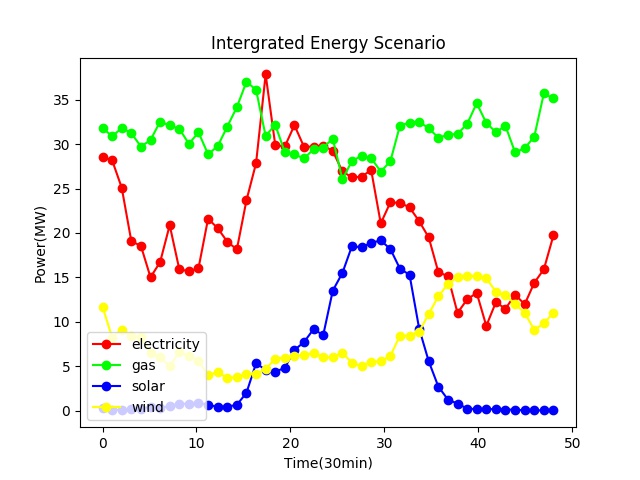 Intergrated Energy Scenario
Power(MW)
35
30
25
20
15
10
5
0
electricity
gas
solar
wind
0 10 20 30 40 50
Time(30min)